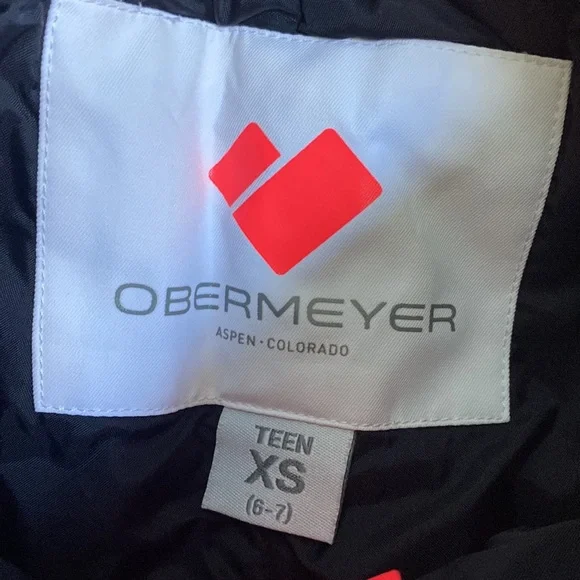 OBERMEYER
ASPEN · COLORADO
TEEN
XS
(6-7)